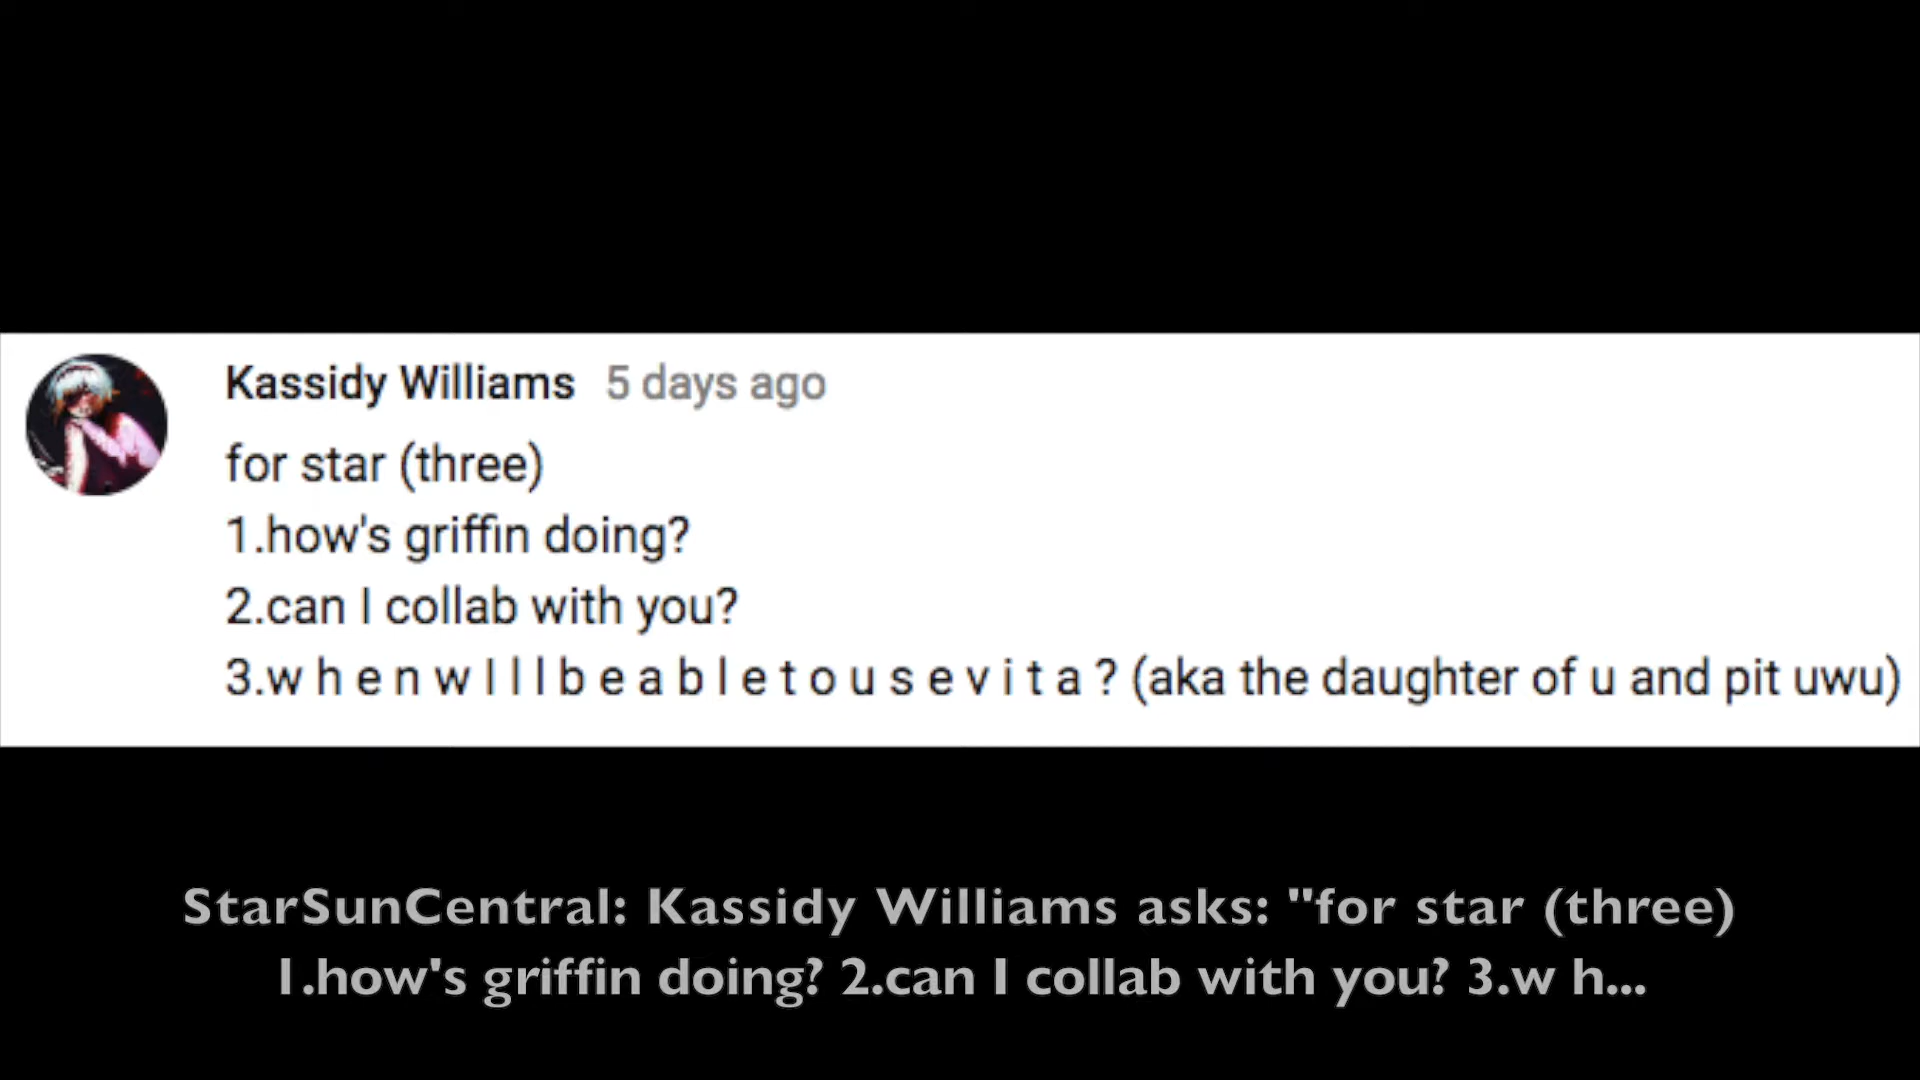 Kassidy Williams 5 days ago
for star (three)
1.how's griffin doing?
2.can I collab with you?
3.w h e n w I l l b e a b l e t o u s e v i t a ? (aka the daughter of u and pit uwu)
StarSunCentral: Kassidy Williams asks: "for star (three)
1.how's griffin doing? 2.can I collab with you? 3.w h...